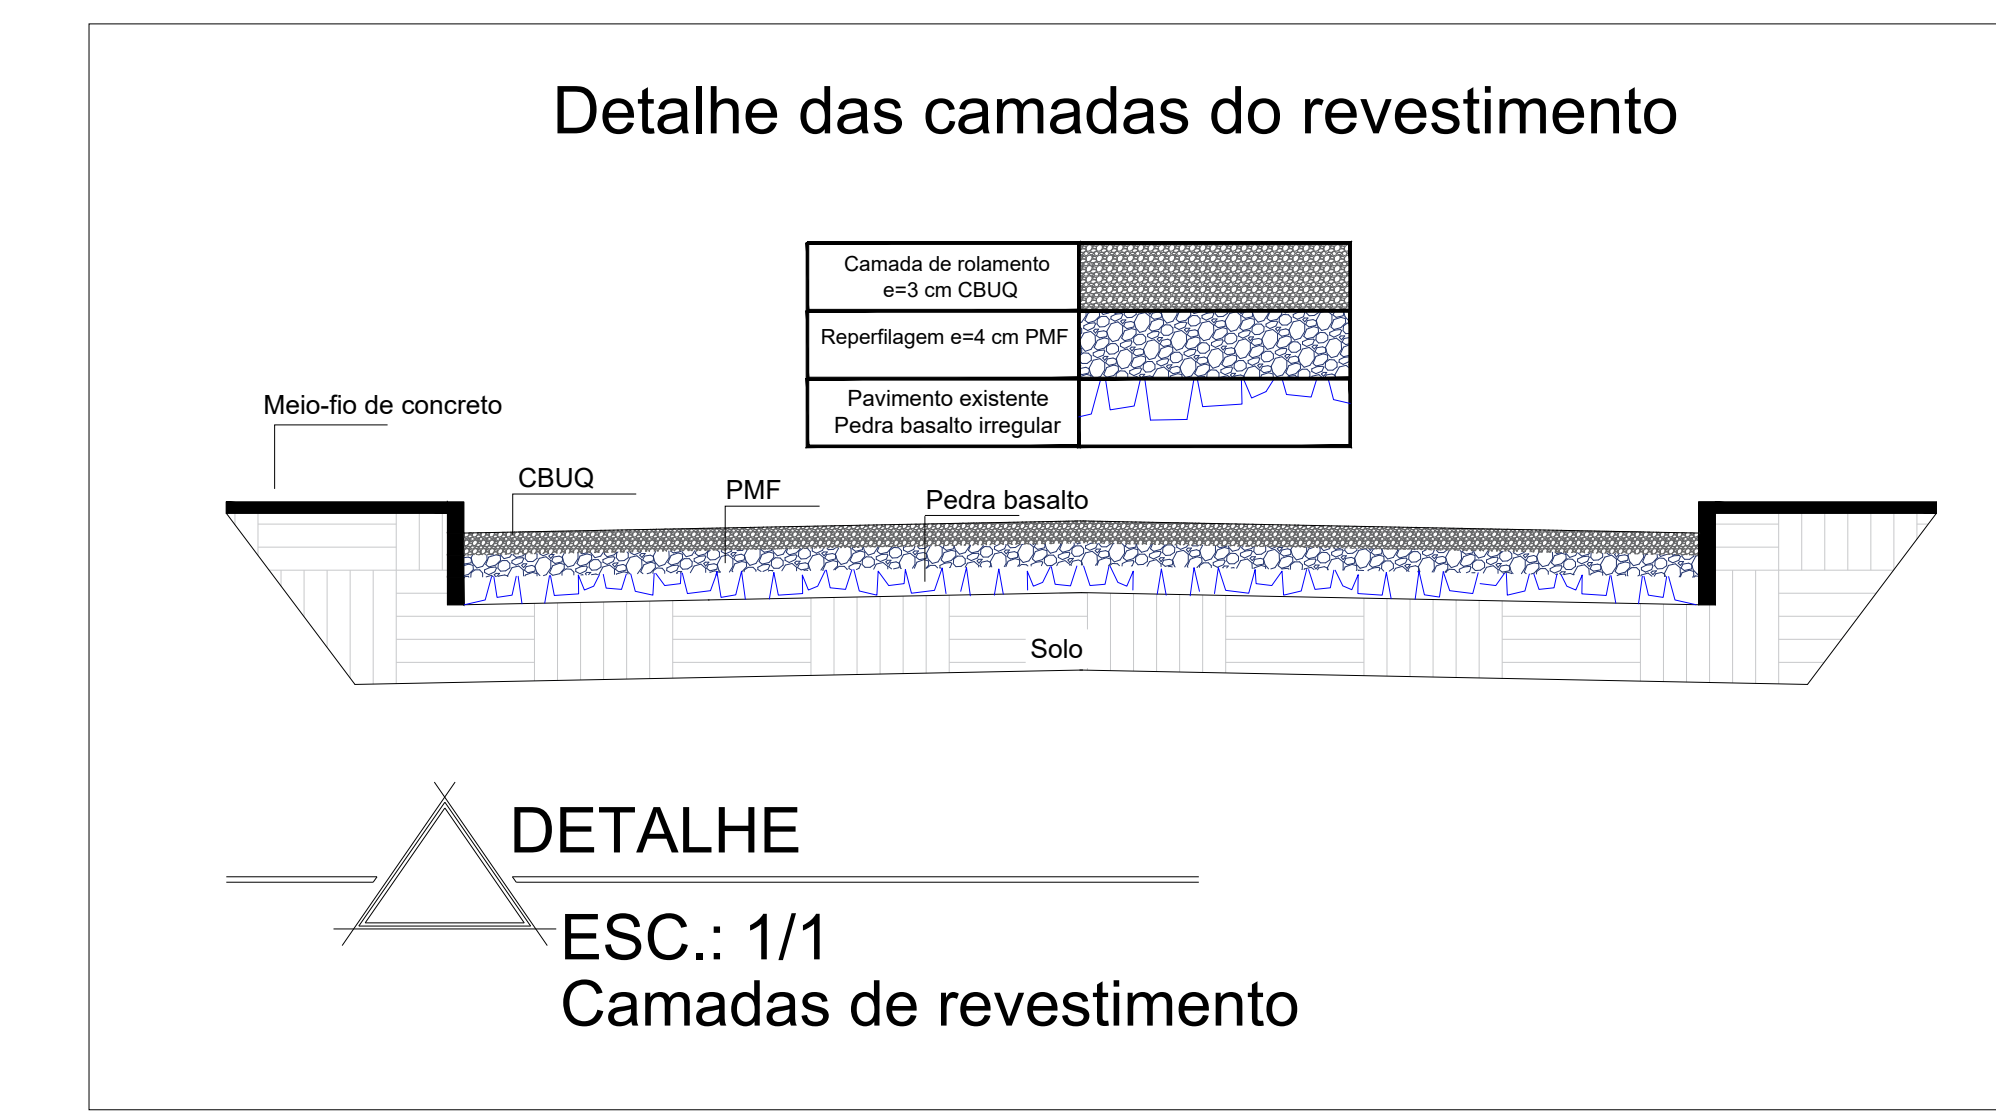 Detalhe das camadas do revestimento
Camada de rolamento
e=3 cm CBUQ
Reperfilagem e=4 cm PMF
Pavimento existente
Pedra basalto irregular
Meio-fio de concreto
CBUQ
PMF
Pedra basalto
Solo
DETALHE
ESC.: 1/1
Camadas de revestimento